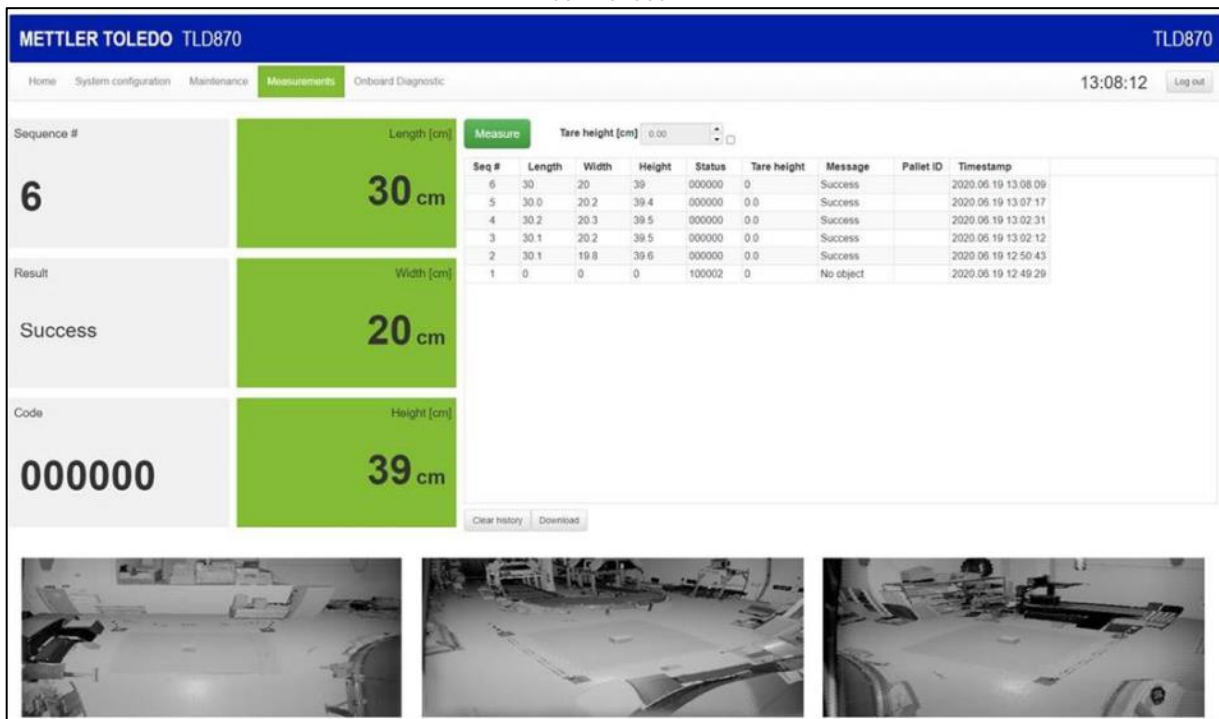 METTLER TOLEDO TLD870
TLD870
Home System configuration Maintenance Measurements Onboard Diagnostic
13:08:12 Log out
Sequence #
6
Length [cm]
30 cm
Result
Success
Width [cm]
20 cm
Code
000000
Height [cm]
39 cm
Measure Tare height [cm] 0.00
Seq # Length Width Height Status Tare height Message Pallet ID Timestamp
6 30 20 39 000000 0 Success 2020.06.19 13:08:09
5 30.0 20.2 39.4 000000 0.0 Success 2020.06.19 13:07:17
4 30.2 20.3 39.5 000000 0.0 Success 2020.06.19 13:02:31
3 30.1 20.2 39.5 000000 0.0 Success 2020.06.19 13:02:12
2 30.1 19.8 39.6 000000 0.0 Success 2020.06.19 12:50:43
1 0 0 0 100002 0 No object 2020.06.19 12:49:29
Clear history Download